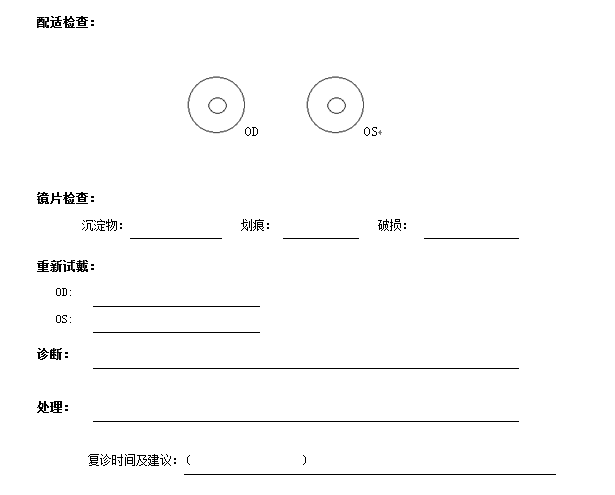 配适检查：
OD OS
镜片检查：
沉淀物： 划痕： 破损：
重新试戴：
OD:
OS:
诊断：
处理：
复诊时间及建议：（ ）